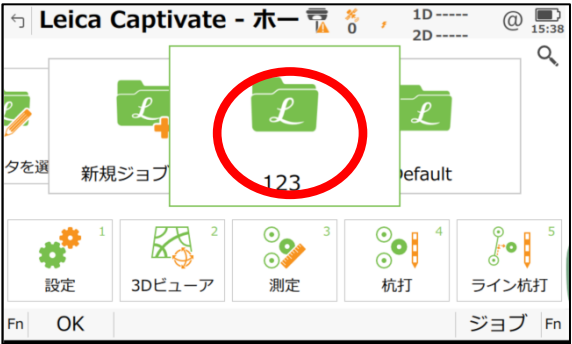 Leica Captivate - ホー
0
1D -----
2D -----
@
15:38
タを選
新規ジョブ
123
Default
1
設定
2
3Dビューア
3
測定
4
杭打
5
ライン杭打
Fn
OK
ジョブ
Fn